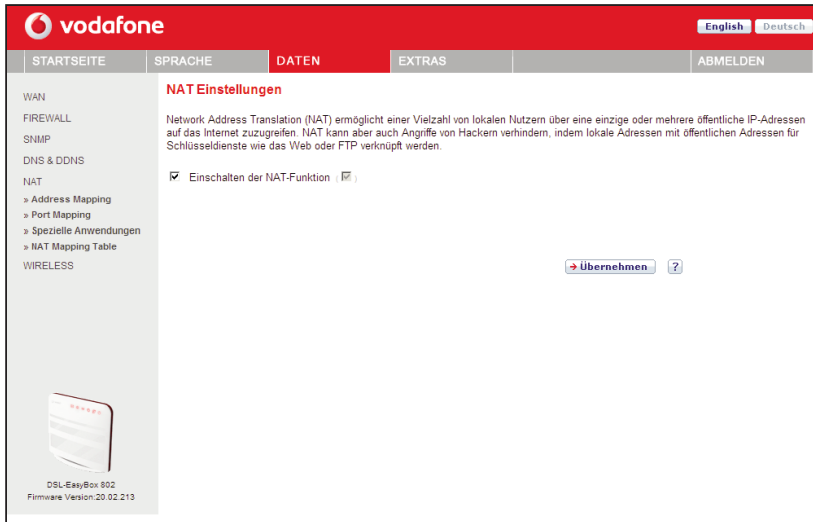 vodafone
English Deutsch
STARTSEITE SPRACHE DATEN EXTRAS ABMELDEN
WAN
FIREWALL
SNMP
DNS & DDNS
NAT
» Address Mapping
» Port Mapping
» Spezielle Anwendungen
» NAT Mapping Table
WIRELESS
NAT Einstellungen
Network Address Translation (NAT) ermöglicht einer Vielzahl von lokalen Nutzern über eine einzige oder mehrere öffentliche IP-Adressen
auf das Internet zuzugreifen. NAT kann aber auch Angriffe von Hackern verhindern, indem lokale Adressen mit öffentlichen Adressen für
Schlüsseldienste wie das Web oder FTP verknüpft werden.
Einschalten der NAT-Funktion ( )
Übernehmen ?
DSL-EasyBox 802
Firmware Version:20.02.213